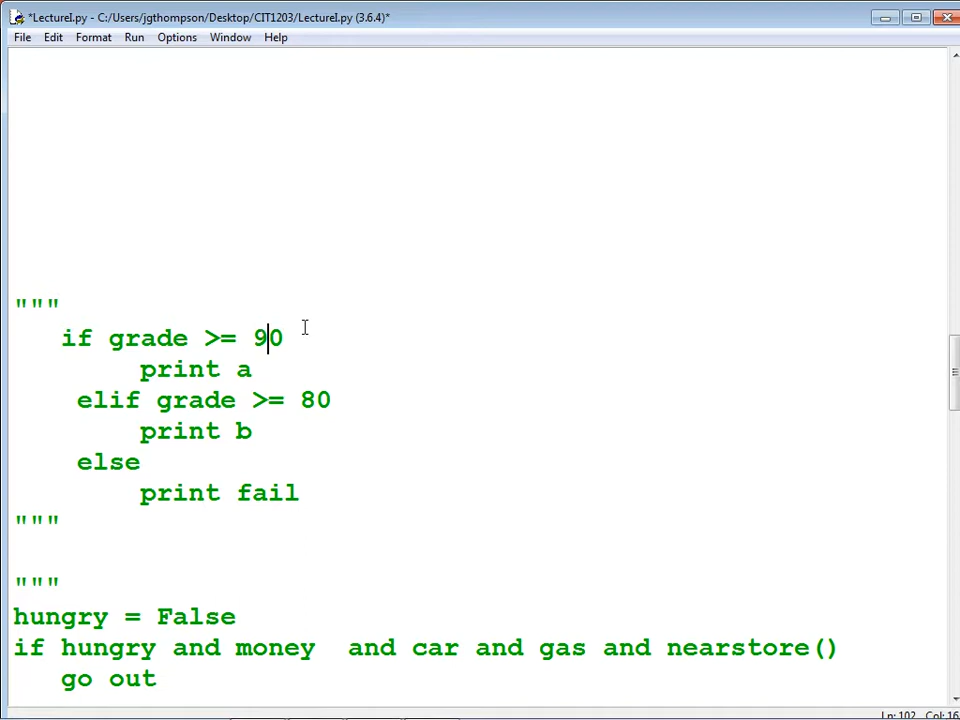 *LectureI.py - C:/Users/jgthompson/Desktop/CIT1203/LectureI.py (3.6.4)*
File Edit Format Run Options Window Help
"""
if grade >= 90
print a
elif grade >= 80
print b
else
print fail
"""
"""
hungry = False
if hungry and money  and car and gas and nearstore()
go out
Ln: 102 Col: 16